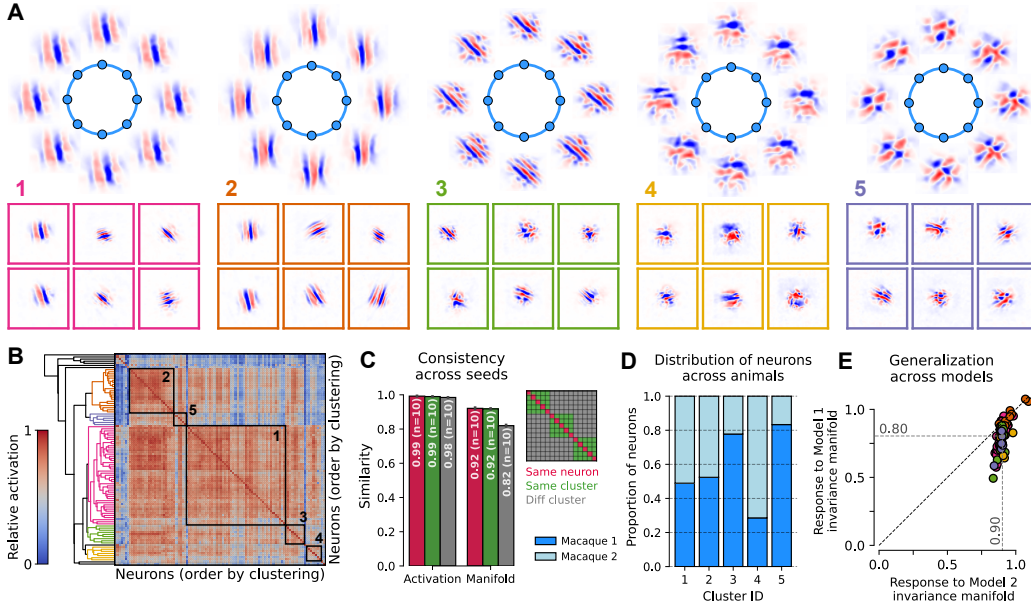 A
1
2
3
4
5
B
Relative activation
1
0
2
5
1
3
4
Neurons (order by clustering)
Neurons (order by clustering)
C
Consistency
across seeds
Similarity
1.0
0.8
0.6
0.4
0.2
0.0
0.99 (n=10)
0.99 (n=10)
0.98 (n=10)
0.92 (n=10)
0.92 (n=10)
0.82 (n=10)
Activation
Manifold
Same neuron
Same cluster
Diff cluster
Macaque 1
Macaque 2
D
Distribution of neurons
across animals
Proportion of neurons
1.0
0.8
0.6
0.4
0.2
0.0
1 2 3 4 5
Cluster ID
E
Generalization
across models
Response to Model 1
invariance manifold
1.0
0.5
0.0
0.80
0.90
0.0 0.5 1.0
Response to Model 2
invariance manifold